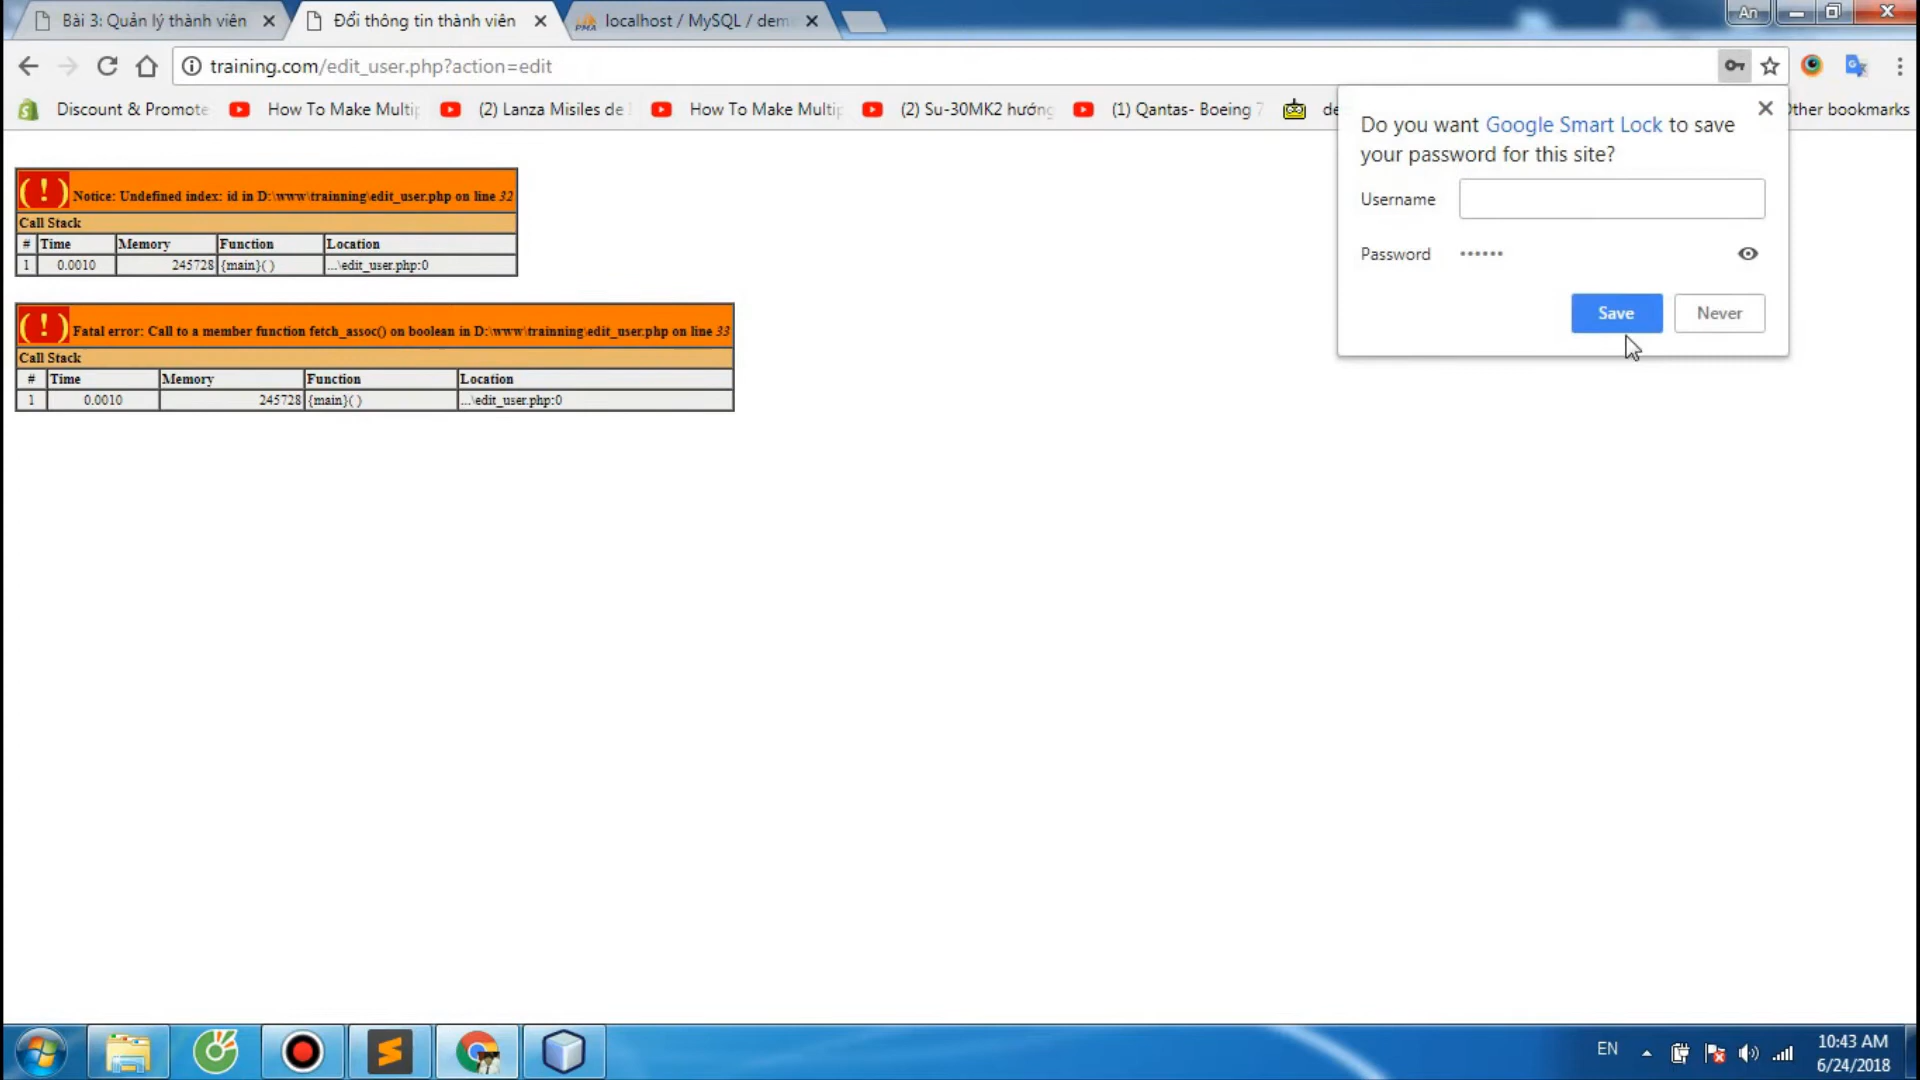 Bài 3: Quản lý thành viên
Đổi thông tin thành viên
localhost / MySQL / dem
An
training.com/edit_user.php?action=edit
Discount & Promote
How To Make Multip
(2) Lanza Misiles de
How To Make Multip
(2) Su-30MK2 hướng
(1) Qantas- Boeing 7
de
Other bookmarks
Do you want Google Smart Lock to save
your password for this site?
Username
Password ••••••
Save
Never
( ! ) Notice: Undefined index: id in D:\www\trainning\edit_user.php on line 32
Call Stack
# Time Memory Function Location
1 0.0010 245728 {main}( ) ...\edit_user.php:0
( ! ) Fatal error: Call to a member function fetch_assoc() on boolean in D:\www\trainning\edit_user.php on line 33
Call Stack
# Time Memory Function Location
1 0.0010 245728 {main}( ) ...\edit_user.php:0
EN
10:43 AM
6/24/2018